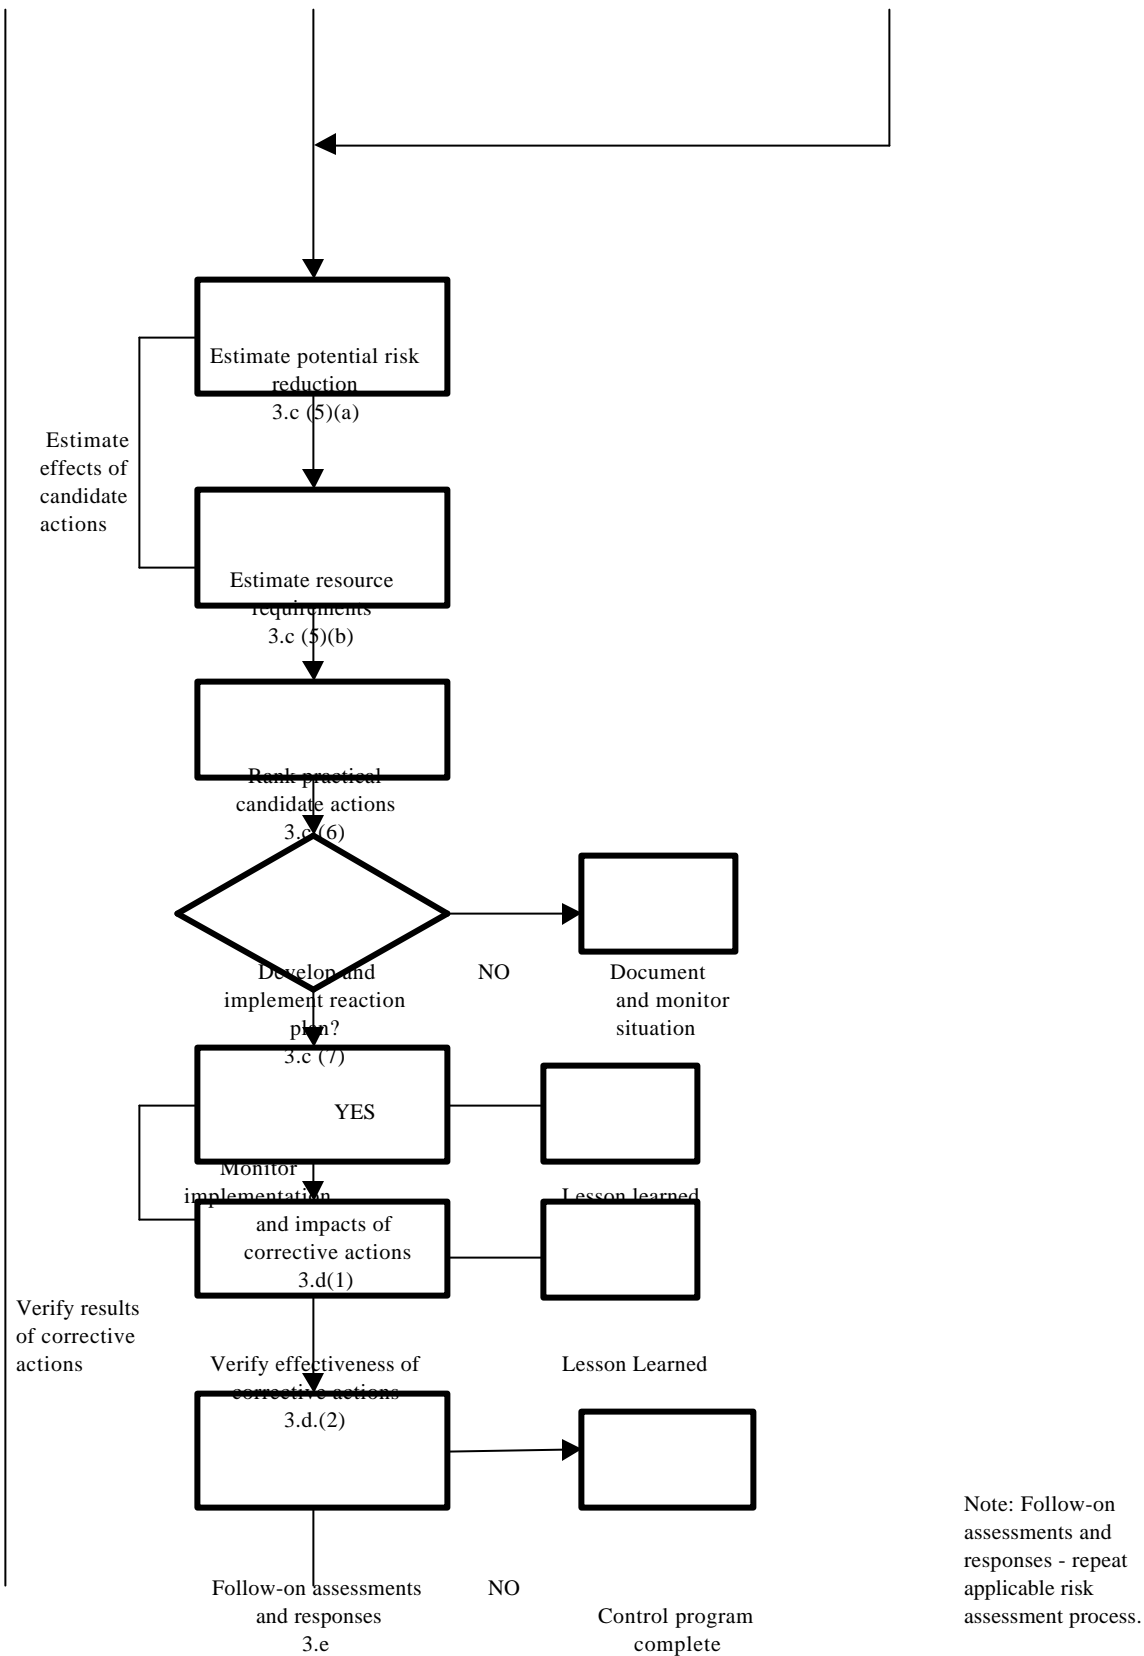 Estimate potential risk
reduction
3.c (5)(a)
Estimate
effects of
candidate
actions
Estimate resource
requirements
3.c (5)(b)
Rank practical
candidate actions
3.c (6)
Develop and
implement reaction
plan?
3.c (7)
NO
Document
and monitor
situation
YES
Monitor
implementation
and impacts of
corrective actions
3.d(1)
Lesson learned
Verify results
of corrective
actions
Verify effectiveness of
corrective actions
3.d.(2)
Lesson Learned
Follow-on assessments
and responses
3.e
NO
Control program
complete
Note: Follow-on
assessments and
responses - repeat
applicable risk
assessment process.